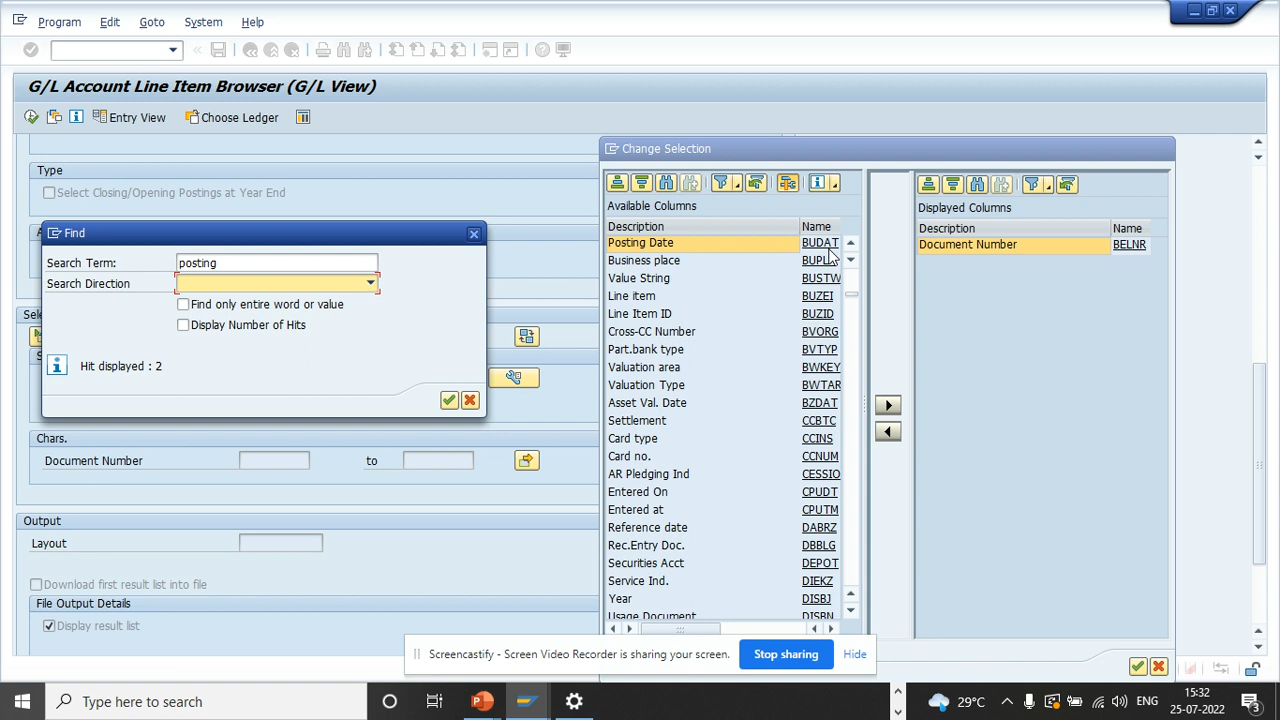 Program Edit Goto System Help
G/L Account Line Item Browser (G/L View)
Entry View Choose Ledger
Type
Select Closing/Opening Postings at Year End
Find
Search Term: posting
Search Direction
Find only entire word or value
Display Number of Hits
Hit displayed : 2
Chars.
Document Number to
Output
Layout
Download first result list into file
File Output Details
Display result list
Change Selection
Available Columns
Description Name
Posting Date BUDAT
Business place
Value String BUSTW
Line item BUZEI
Line Item ID BUZID
Cross-CC Number BVORG
Part.bank type BVTYP
Valuation area BWKEY
Valuation Type BWTAR
Asset Val. Date BZDAT
Settlement CCBTC
Card type CCINS
Card no. CCNUM
AR Pledging Ind CESSIO
Entered On CPUDT
Entered at CPUTM
Reference date DABRZ
Rec.Entry Doc. DBBLG
Securities Acct DEPOT
Service Ind. DIEKZ
Year DISBJ
Usage Document DISBN
Displayed Columns
Description Name
Document Number BELNR
Screencastify - Screen Video Recorder is sharing your screen. Stop sharing Hide
Type here to search
29°C
ENG
15:32
25-07-2022
3